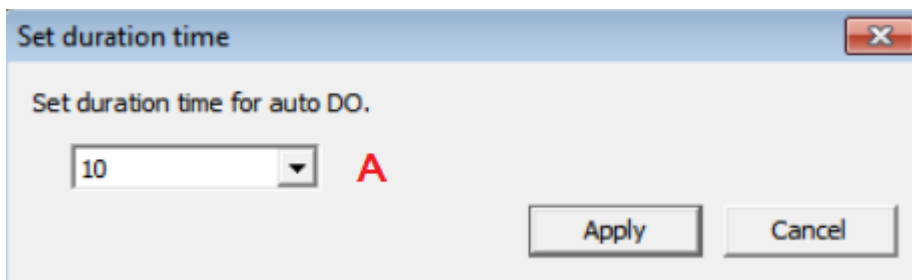 Set duration time
Set duration time for auto DO.
10 A
Apply Cancel